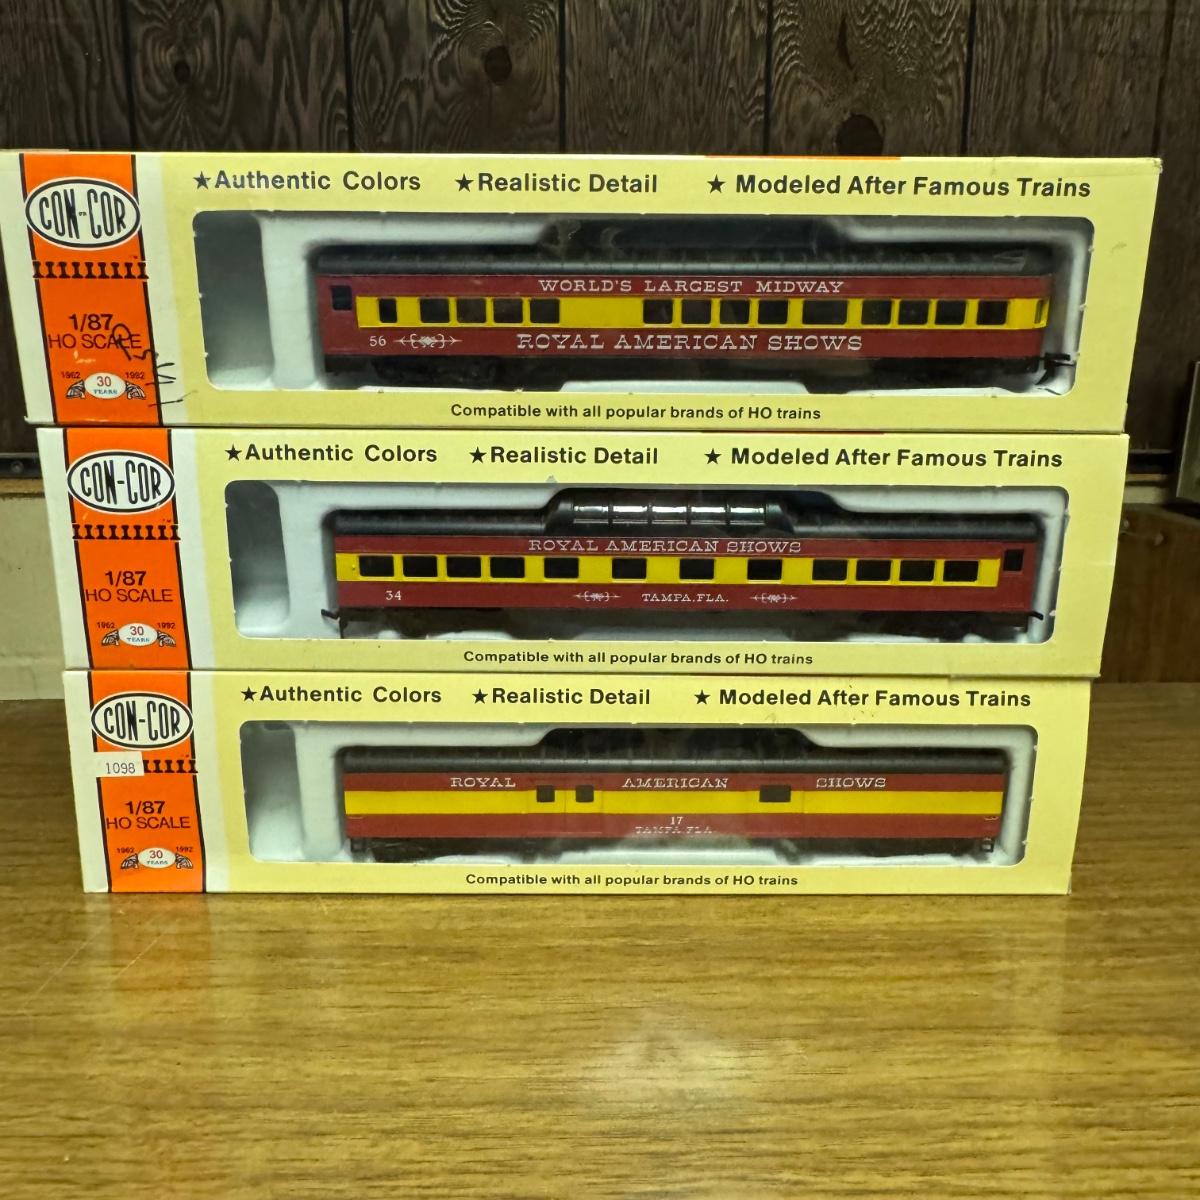 CON-COR
1/87
HO SCALE
1962 30 YEARS 1992
★Authentic Colors ★Realistic Detail ★ Modeled After Famous Trains
WORLD'S LARGEST MIDWAY
56 ROYAL AMERICAN SHOWS
Compatible with all popular brands of HO trains
CON-COR
1/87
HO SCALE
1962 30 YEARS 1992
★Authentic Colors ★Realistic Detail ★ Modeled After Famous Trains
ROYAL AMERICAN SHOWS
34 TAMPA.FLA.
Compatible with all popular brands of HO trains
CON-COR
1098
1/87
HO SCALE
1962 30 YEARS 1992
★Authentic Colors ★Realistic Detail ★ Modeled After Famous Trains
ROYAL AMERICAN SHOWS
17
TAMPA.FLA.
Compatible with all popular brands of HO trains